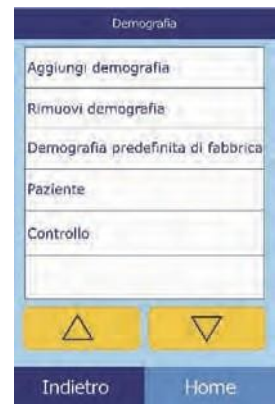 Demografia
Aggiungi demografia
Rimuovi demografia
Demografia predefinita di fabbrica
Paziente
Controllo
Indietro
Home